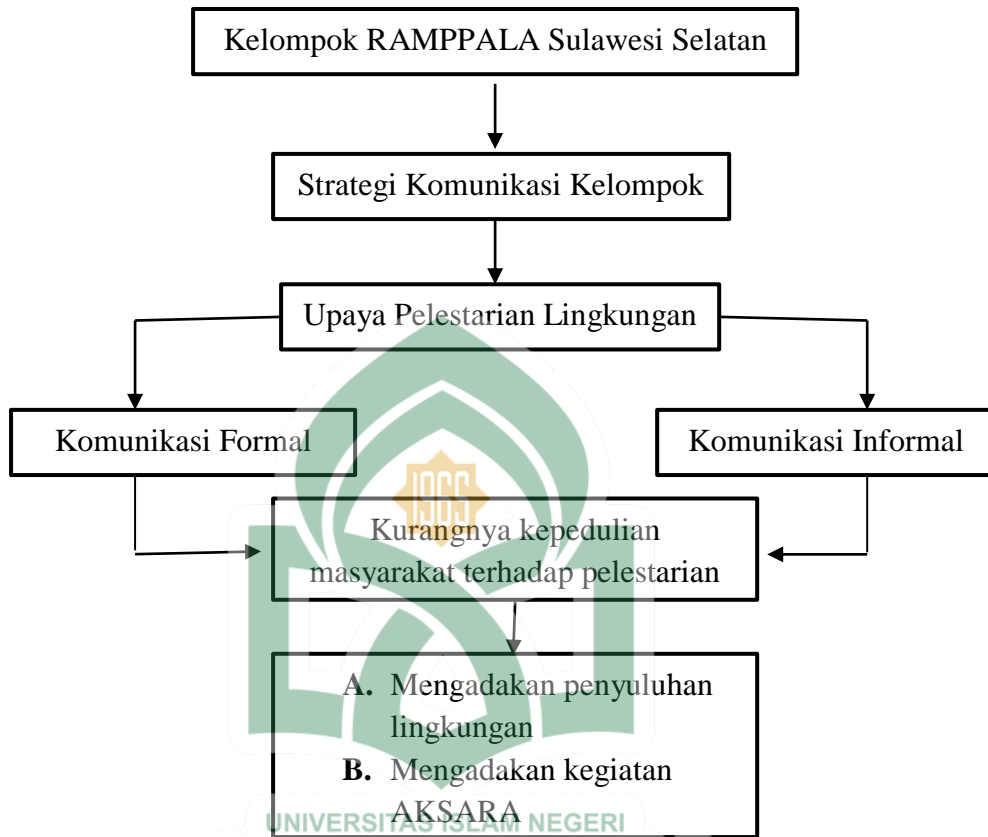 Kelompok RAMPPALA Sulawesi Selatan
Strategi Komunikasi Kelompok
Upaya Pelestarian Lingkungan
Komunikasi Formal
Komunikasi Informal
1965
Kurangnya kepedulian
masyarakat terhadap pelestarian
A. Mengadakan penyuluhan
lingkungan
B. Mengadakan kegiatan
AKSARA
UNIVERSITAS ISLAM NEGERI